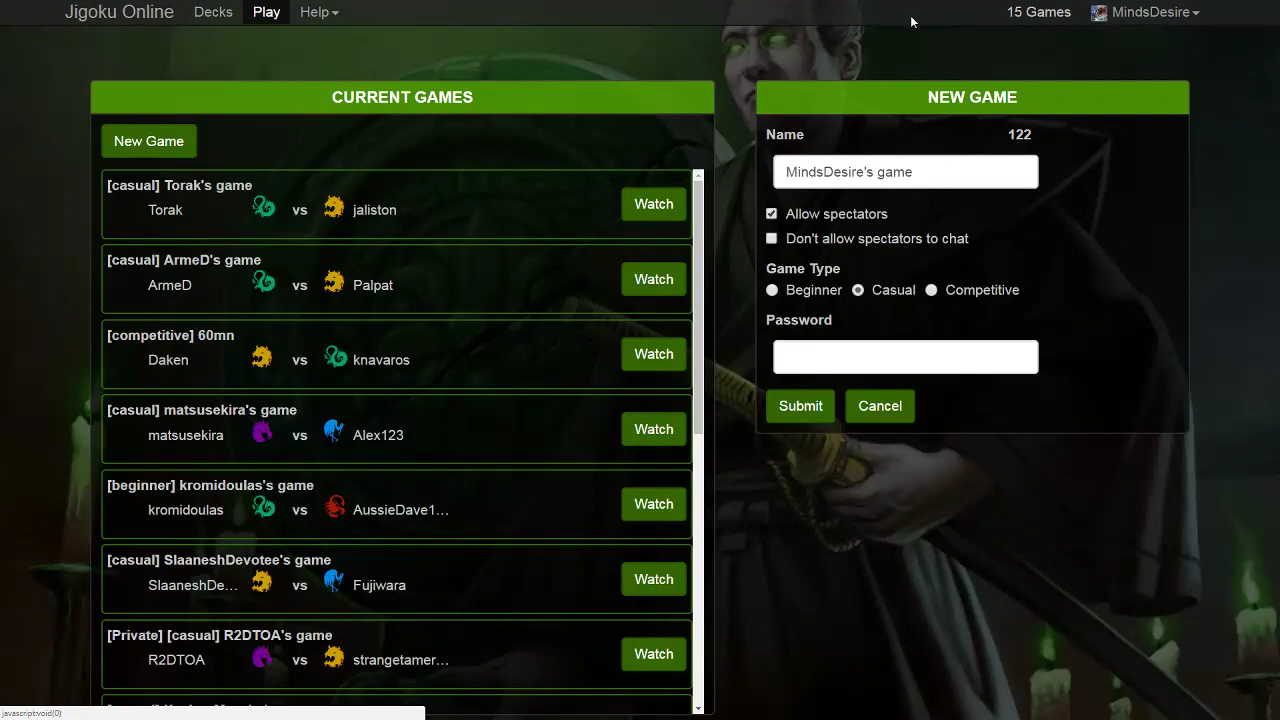 Jigoku Online Decks Play Help 15 Games MindsDesire
CURRENT GAMES
New Game
[casual] Torak's game
Torak vs jaliston Watch
[casual] ArmeD's game
ArmeD vs Palpat Watch
[competitive] 60mn
Daken vs knavaros Watch
[casual] matsusekira's game
matsusekira vs Alex123 Watch
[beginner] kromidoulas's game
kromidoulas vs AussieDave1... Watch
[casual] SlaaneshDevotee's game
SlaaneshDe... vs Fujiwara Watch
[Private] [casual] R2DTOA's game
R2DTOA vs strangetamer... Watch
NEW GAME
Name 122
MindsDesire's game
Allow spectators
Don't allow spectators to chat
Game Type
Beginner Casual Competitive
Password
Submit Cancel
javascript:void(0)